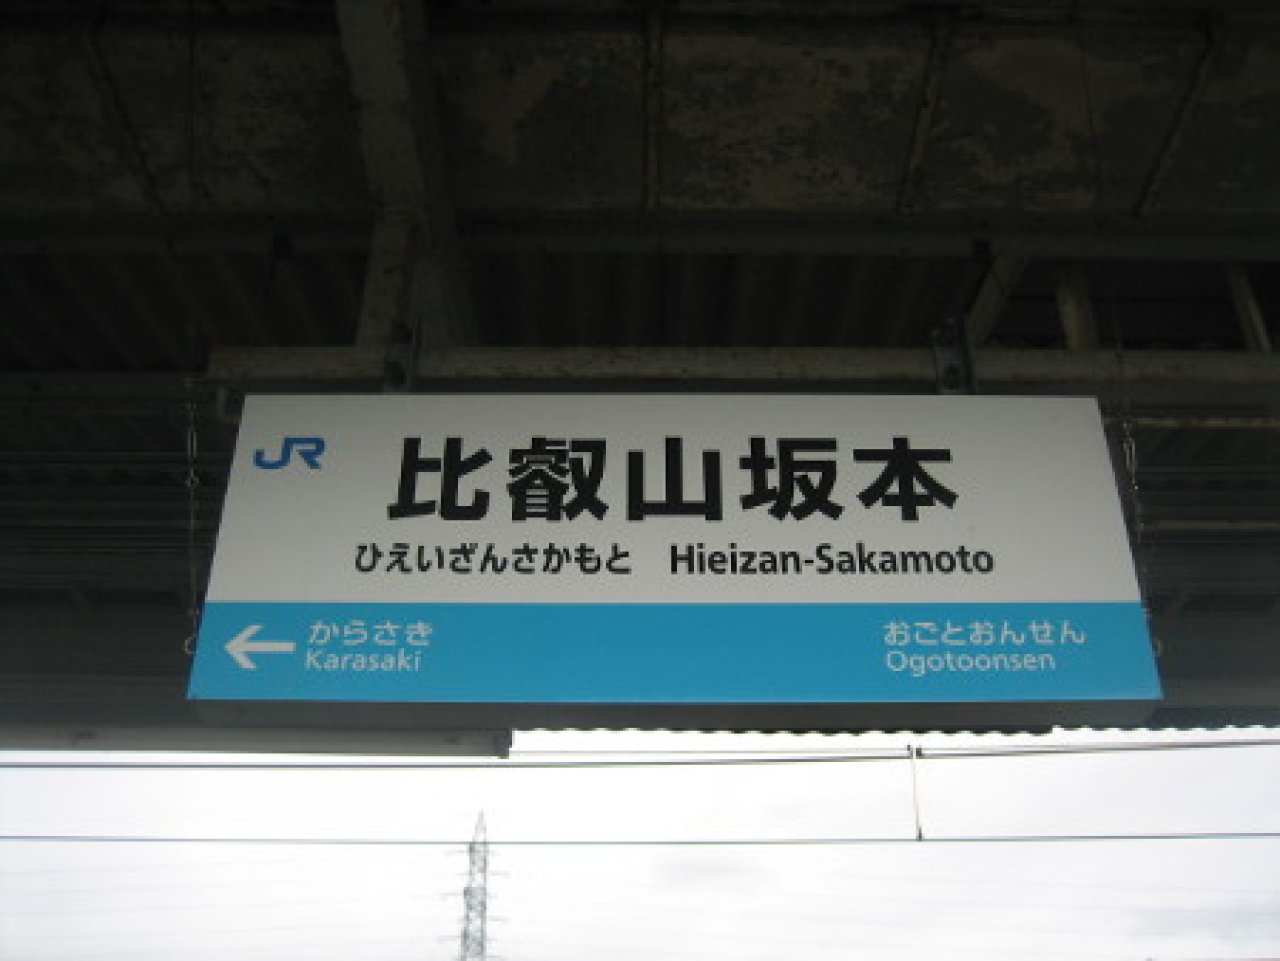 JR 比叡山坂本
ひえいざんさかもと Hieizan-Sakamoto
からさき
Karasaki
おごとおんせん
Ogotoonsen